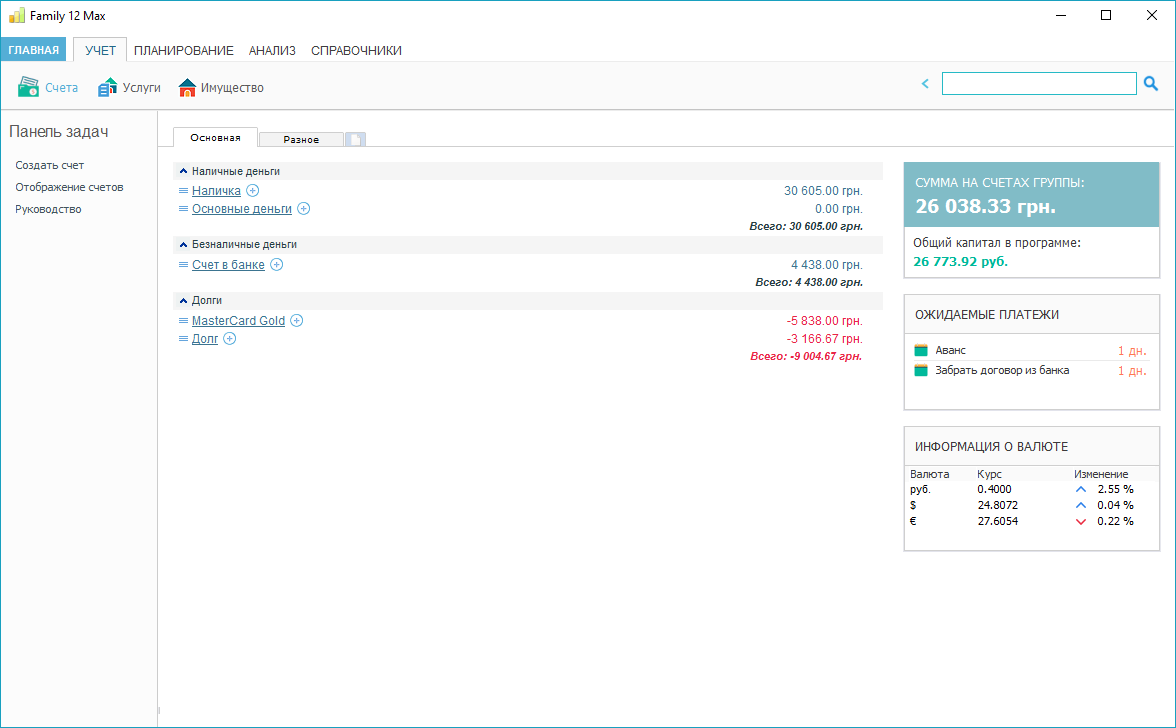 Family 12 Max
ГЛАВНАЯ УЧЕТ ПЛАНИРОВАНИЕ АНАЛИЗ СПРАВОЧНИКИ
Счета Услуги Имущество
Панель задач
Создать счет
Отображение счетов
Руководство
Основная Разное
Наличные деньги
Наличка 30 605.00 грн.
Основные деньги 0.00 грн.
Всего: 30 605.00 грн.
Безналичные деньги
Счет в банке 4 438.00 грн.
Всего: 4 438.00 грн.
Долги
MasterCard Gold -5 838.00 грн.
Долг -3 166.67 грн.
Всего: -9 004.67 грн.
СУММА НА СЧЕТАХ ГРУППЫ:
26 038.33 грн.
Общий капитал в программе:
26 773.92 руб.
ОЖИДАЕМЫЕ ПЛАТЕЖИ
Аванс 1 дн.
Забрать договор из банка 1 дн.
ИНФОРМАЦИЯ О ВАЛЮТЕ
Валюта Курс Изменение
руб. 0.4000 2.55 %
$ 24.8072 0.04 %
€ 27.6054 0.22 %